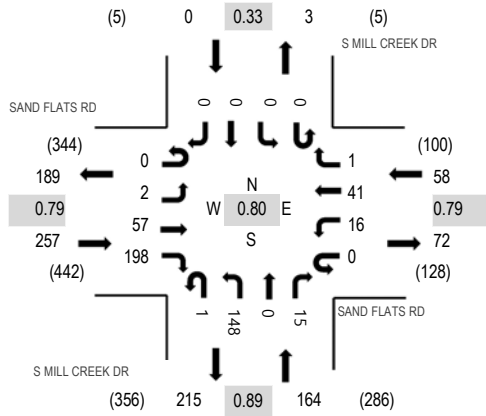 (5) 0 0.33 3 (5)
S MILL CREEK DR
SAND FLATS RD
0 0 0 0
(344) (100)
0 1
189 58
2 N 41
0.79 W 0.80 E 0.79
57 S 16
257 72
198 0
(442) (128)
1 148 0 15
SAND FLATS RD
S MILL CREEK DR
(356) 215 0.89 164 (286)